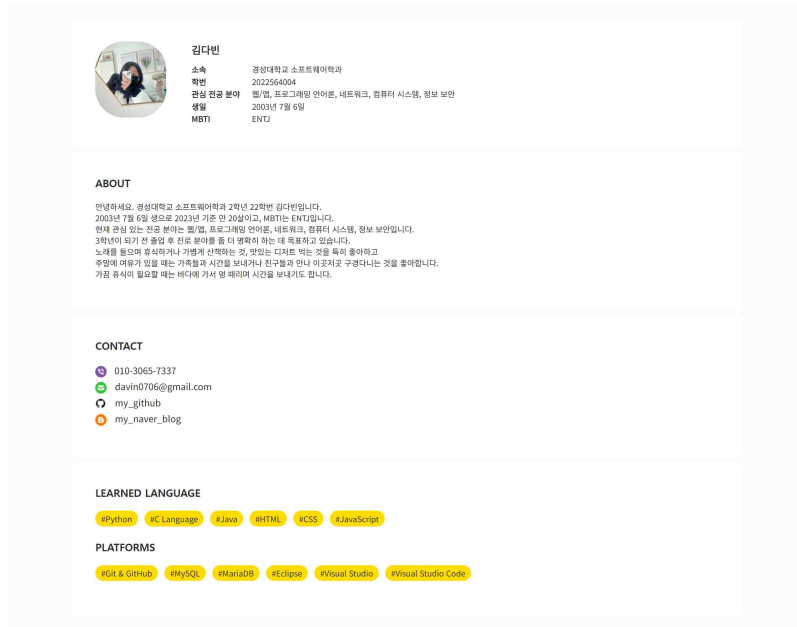 김다빈
소속 경성대학교 소프트웨어학과
학번 2022564004
관심 전공 분야 웹/앱, 프로그래밍 언어론, 네트워크, 컴퓨터 시스템, 정보 보안
생일 2003년 7월 6일
MBTI ENTJ
ABOUT
안녕하세요. 경성대학교 소프트웨어학과 2학년 22학번 김다빈입니다.
2003년 7월 6일 생으로 2023년 기준 만 20살이고, MBTI는 ENTJ입니다.
현재 관심 있는 전공 분야는 웹/앱, 프로그래밍 언어론, 네트워크, 컴퓨터 시스템, 정보 보안입니다.
3학년이 되기 전 졸업 후 진로 분야를 좀 더 명확히 하는 데 목표하고 있습니다.
노래를 들으며 휴식하거나 가볍게 산책하는 것, 맛있는 디저트 먹는 것을 특히 좋아하고
주말에 여유가 있을 때는 가족들과 시간을 보내거나 친구들과 만나 이곳저곳 구경다니는 것을 좋아합니다.
가끔 휴식이 필요할 때는 바다에 가서 멍 때리며 시간을 보내기도 합니다.
CONTACT
010-3065-7337
davin0706@gmail.com
my_github
my_naver_blog
LEARNED LANGUAGE
#Python #C Language #Java #HTML #CSS #JavaScript
PLATFORMS
#Git & GitHub #MySQL #MariaDB #Eclipse #Visual Studio #Visual Studio Code